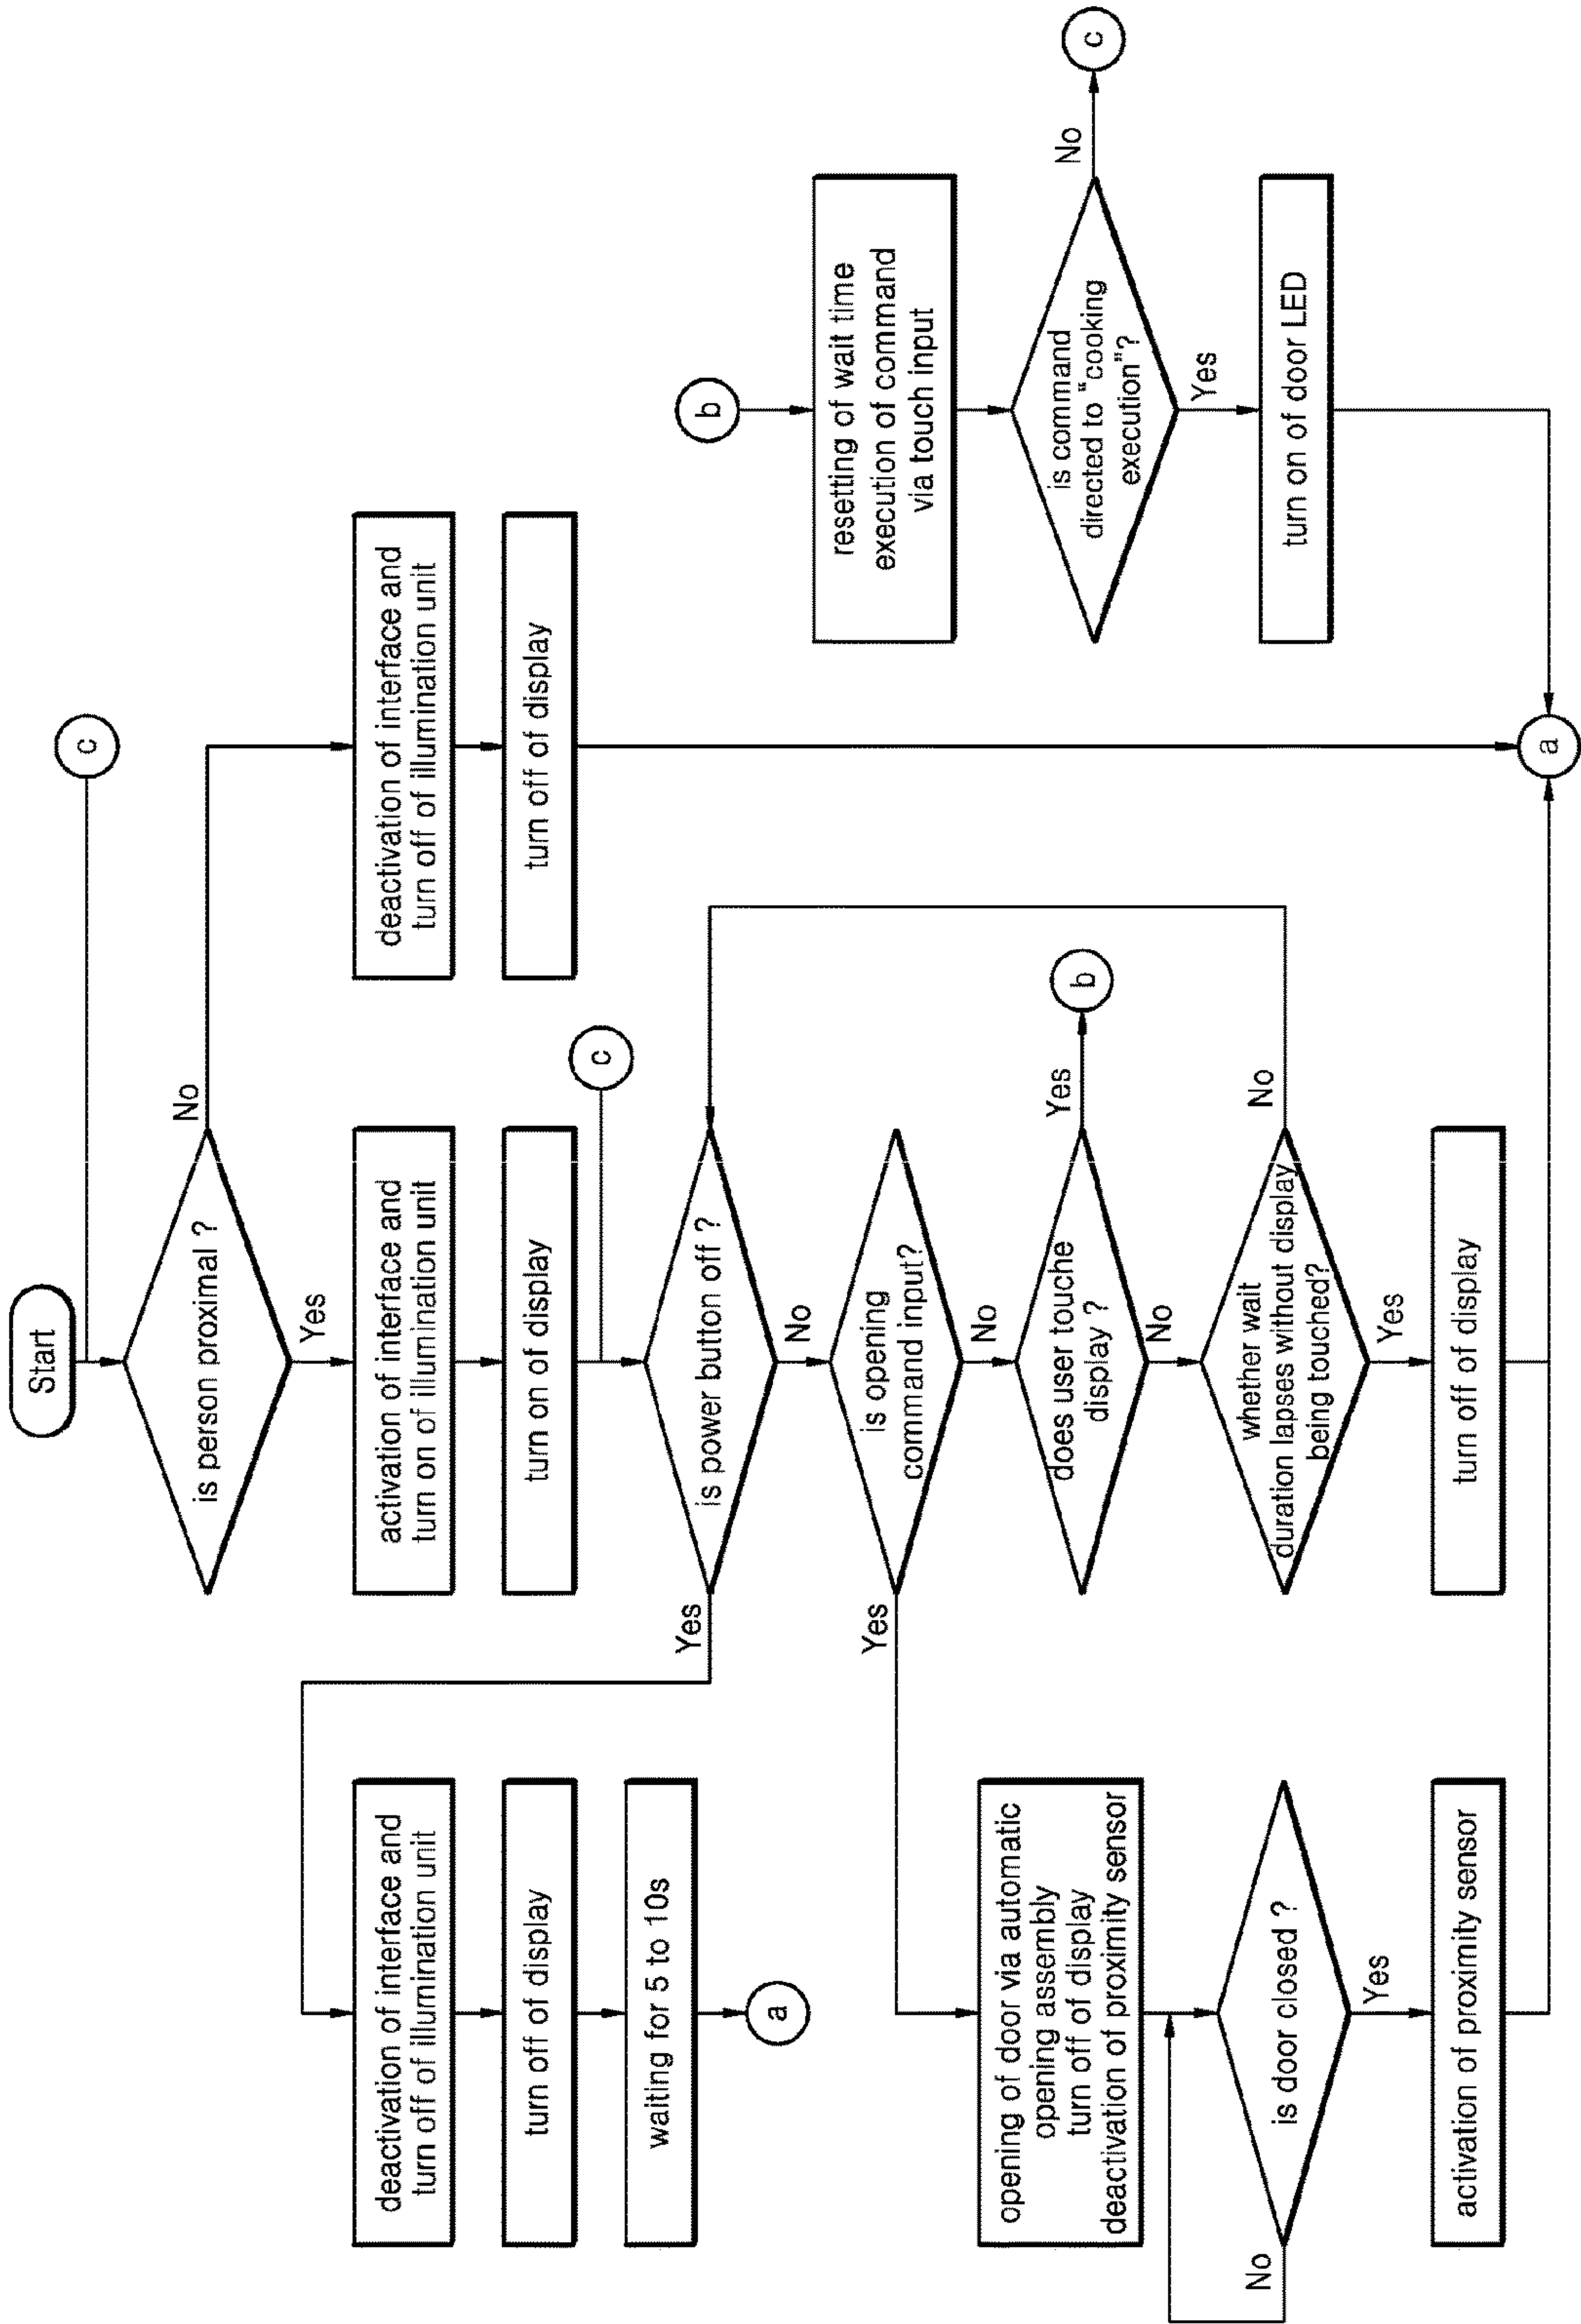 Start
c
is person proximal ?
No
Yes
activation of interface and
turn on of illumination unit
deactivation of interface and
turn off of illumination unit
turn on of display
turn off of display
c
deactivation of interface and
turn off of illumination unit
turn off of display
waiting for 5 to 10s
a
is power button off ?
Yes
No
is opening
command input?
Yes
No
opening of door via automatic
opening assembly
turn off of display
deactivation of proximity sensor
does user touche
display ?
Yes
b
No
is door closed ?
No
Yes
whether wait
duration lapses without display
being touched?
No
Yes
activation of proximity sensor
turn off of display
b
resetting of wait time
execution of command
via touch input
is command
directed to "cooking
execution"?
No
c
Yes
turn on of door LED
a